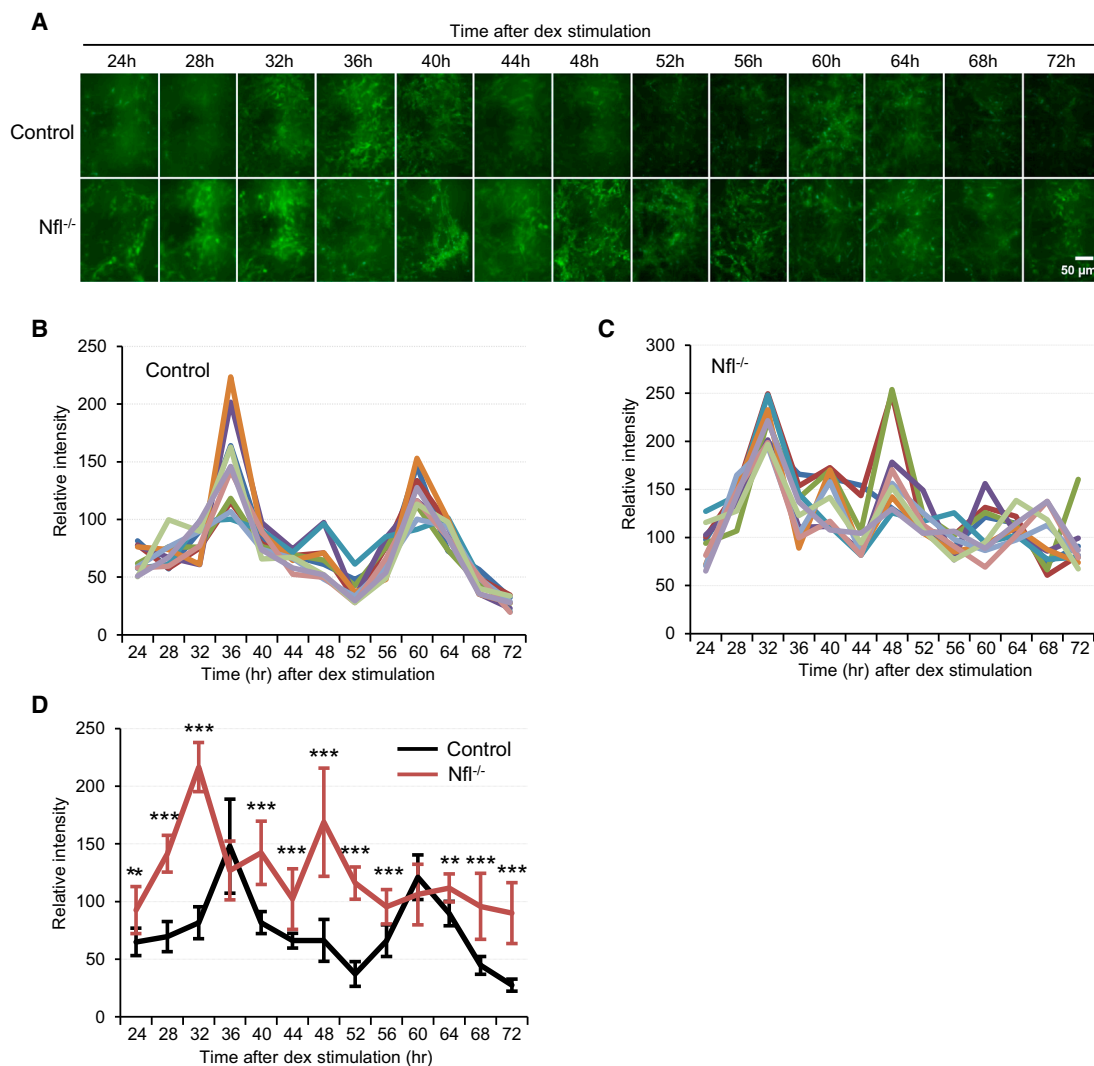 A
Time after dex stimulation
24h 28h 32h 36h 40h 44h 48h 52h 56h 60h 64h 68h 72h
Control
Nfl-/-
50 µm
B
Control
Relative intensity
250
200
150
100
50
0
24 28 32 36 40 44 48 52 56 60 64 68 72
Time (hr) after dex stimulation
C
Nfl-/-
Relative intensity
300
250
200
150
100
50
0
24 28 32 36 40 44 48 52 56 60 64 68 72
Time (hr) after dex stimulation
D
Control
Nfl-/-
Relative intensity
250
200
150
100
50
0
** *** *** *** *** *** *** *** ** *** ***
24 28 32 36 40 44 48 52 56 60 64 68 72
Time after dex stimulation (hr)